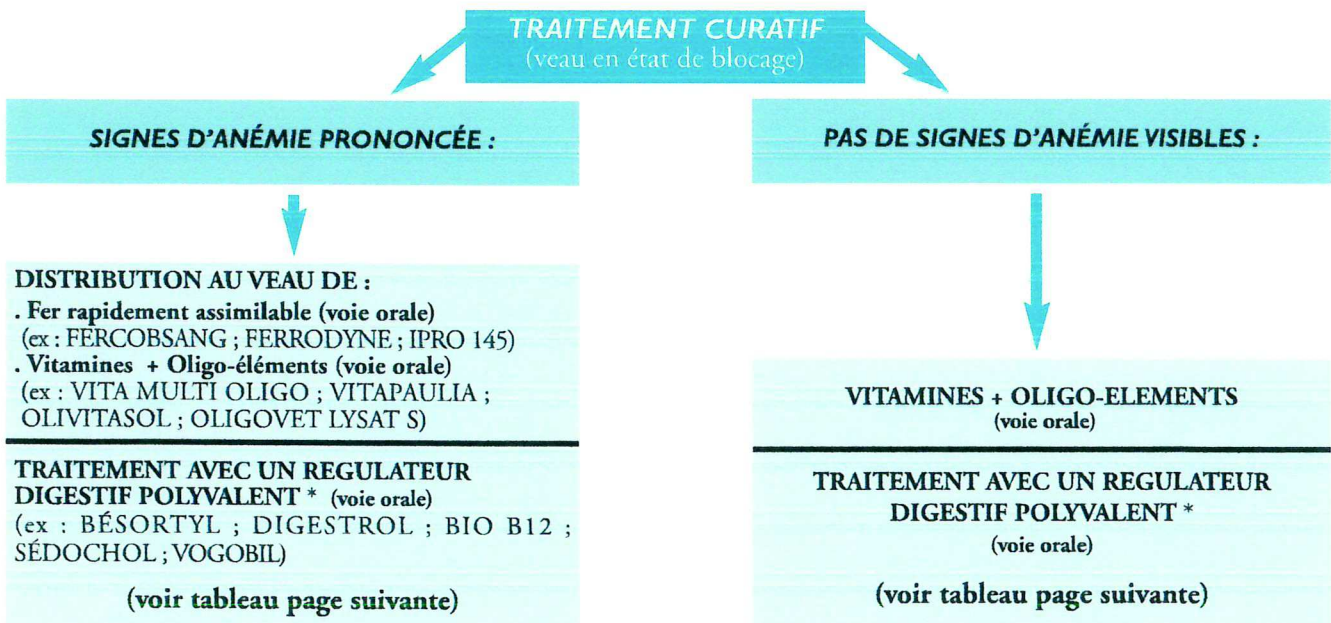 TRAITEMENT CURATIF
(veau en état de blocage)
SIGNES D'ANÉMIE PRONONCÉE :
DISTRIBUTION AU VEAU DE :
. Fer rapidement assimilable (voie orale)
(ex : FERCOBSANG ; FERRODYNE ; IPRO 145)
. Vitamines + Oligo-éléments (voie orale)
(ex : VITA MULTI OLIGO ; VITAPAULIA ;
OLIVITASOL ; OLIGOVET LYSAT S)
TRAITEMENT AVEC UN REGULATEUR
DIGESTIF POLYVALENT * (voie orale)
(ex : BÉSORTYL ; DIGESTROL ; BIO B12 ;
SÉDOCHOL ; VOGOBIL)
(voir tableau page suivante)
PAS DE SIGNES D'ANÉMIE VISIBLES :
VITAMINES + OLIGO-ELEMENTS
(voie orale)
TRAITEMENT AVEC UN REGULATEUR
DIGESTIF POLYVALENT *
(voie orale)
(voir tableau page suivante)